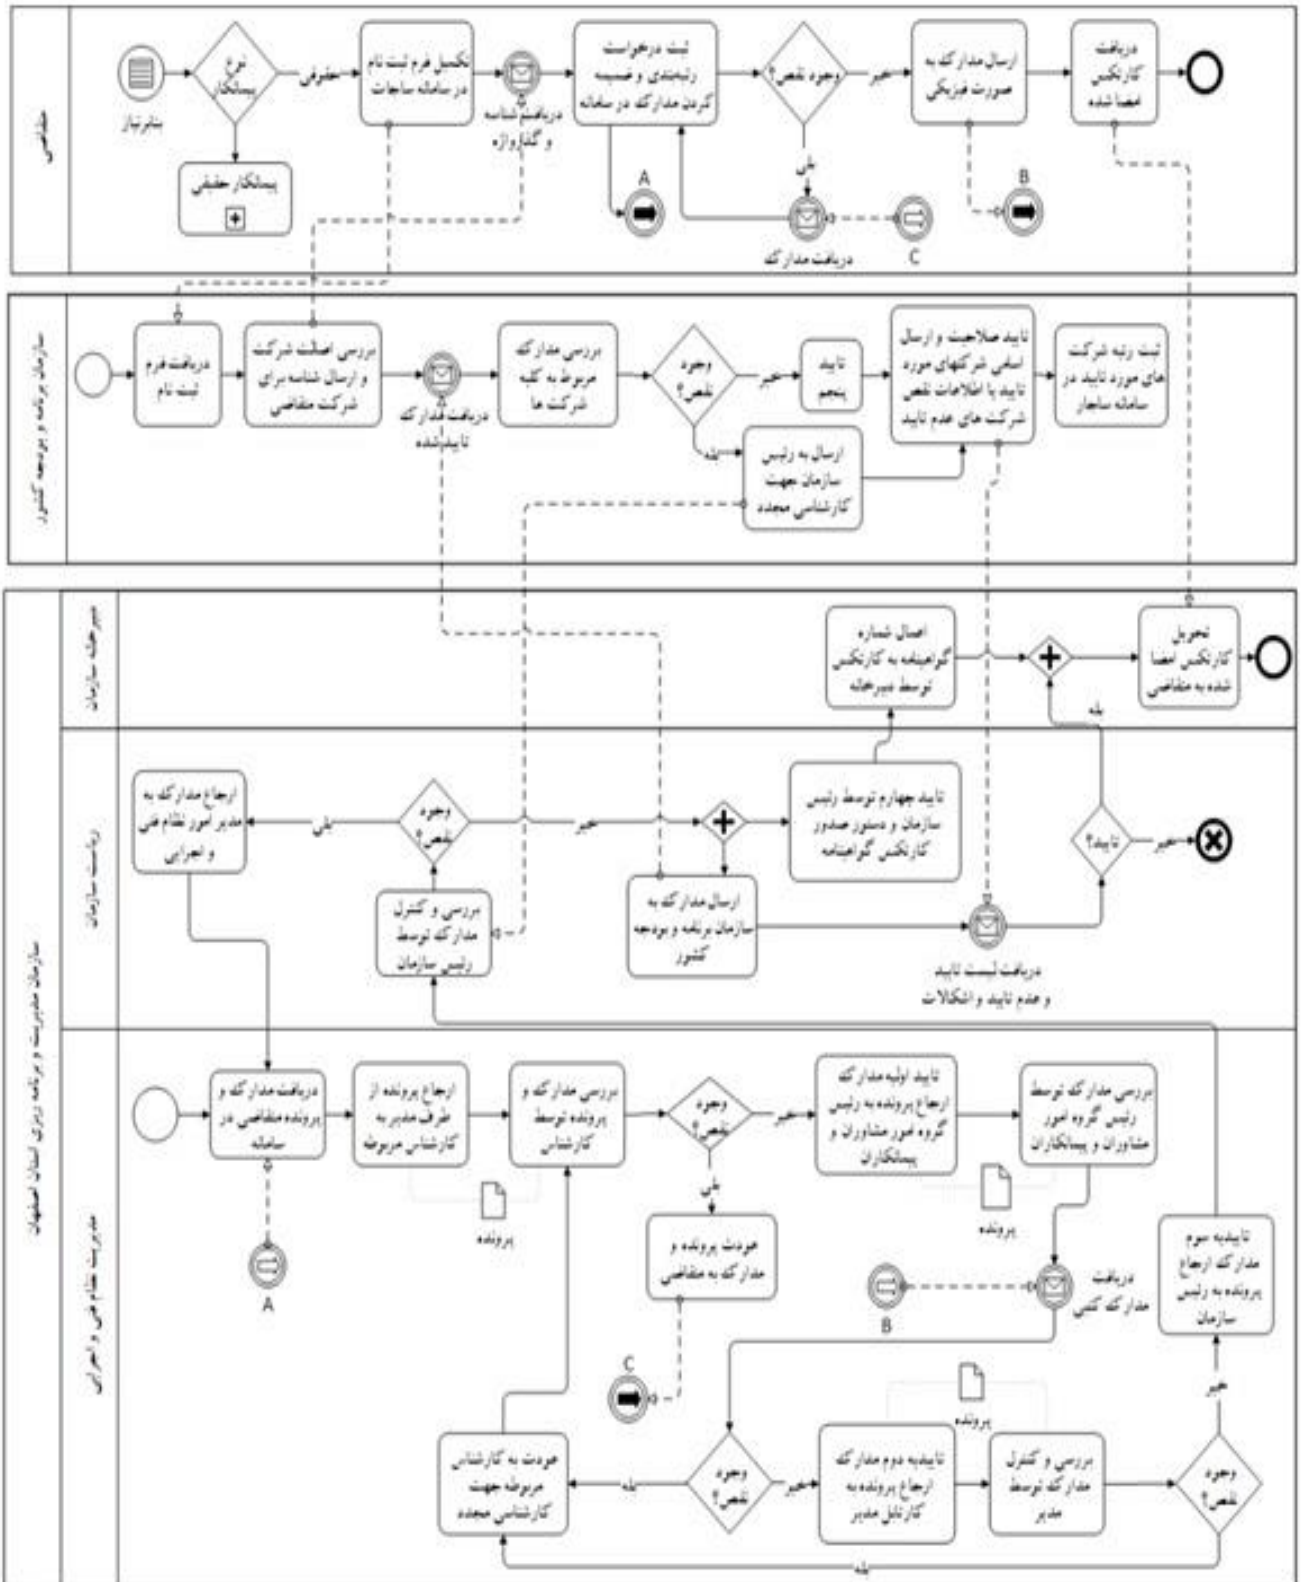 متقاضی
بنابرنیاز
نوع
پیمانکار
حقوقی
پیمانکار حقیقی
تکمیل فرم ثبت نام
در سامانه ساجات
دریافت شناسه
و گذرواژه
ثبت درخواست
رتبه‌بندی و ضمیمه
کردن مدارک در سامانه
A
وجود نقص؟
خیر
بلی
دریافت مدارک
C
ارسال مدارک به
صورت فیزیکی
B
دریافت
کارتکس
امضا شده
سازمان برنامه و بودجه کشور
دریافت فرم
ثبت نام
بررسی اصالت شرکت
و ارسال شناسه برای
شرکت متقاضی
دریافت مدارک
تایید شده
بررسی مدارک
مربوط به کلیه
شرکت ها
وجود
نقص؟
خیر
بله
تایید
پنجم
ارسال به رئیس
سازمان جهت
کارشناسی مجدد
تایید صلاحیت و ارسال
اسامی شرکتهای مورد
تایید یا اطلاعات نقص
شرکت های عدم تایید
ثبت رتبه شرکت
های مورد تایید در
سامانه ساجار
سازمان مدیریت و برنامه ریزی استان اصفهان
دبیرخانه سازمان
اعمال شماره
گواهینامه به کارتکس
توسط دبیرخانه
تحویل
کارتکس امضا
شده به متقاضی
بله
ریاست سازمان
ارجاع مدارک به
مدیر امور نظام فنی
و اجرایی
بلی
وجود
نقص؟
خیر
بررسی و کنترل
مدارک توسط
رئیس سازمان
تایید چهارم توسط رئیس
سازمان و دستور صدور
کارتکس گواهینامه
ارسال مدارک به
سازمان برنامه و بودجه
کشور
دریافت لیست تایید
و عدم تایید و اشکالات
تایید؟
خیر
مدیریت نظام فنی و اجرایی
دریافت مدارک و
پرونده متقاضی در
سامانه
A
ارجاع پرونده از
طرف مدیر به
کارشناس مربوطه
پرونده
بررسی مدارک و
پرونده توسط
کارشناس
وجود
نقص؟
خیر
بلی
عودت پرونده و
مدارک به متقاضی
C
تایید اولیه مدارک
ارجاع پرونده به رئیس
گروه امور مشاوران و
پیمانکاران
پرونده
بررسی مدارک توسط
رئیس گروه امور
مشاوران و پیمانکاران
دریافت
مدارک کتبی
B
تاییدیه سوم
مدارک ارجاع
پرونده به رئیس
سازمان
خیر
عودت به کارشناس
مربوطه جهت
کارشناسی مجدد
بله
وجود
نقص؟
خیر
تاییدیه دوم مدارک
ارجاع پرونده به
کارتابل مدیر
پرونده
بررسی و کنترل
مدارک توسط
مدیر
وجود
نقص؟
بله